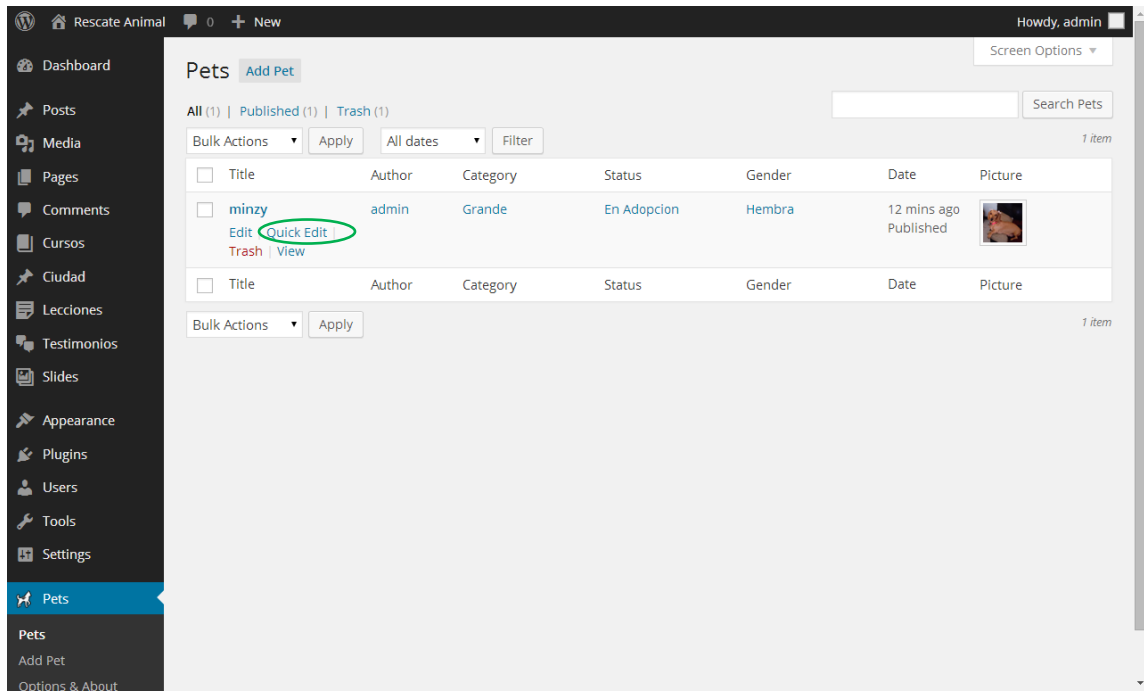 Rescate Animal 0 New Howdy, admin
Screen Options
Dashboard
Posts
Media
Pages
Comments
Cursos
Ciudad
Lecciones
Testimonios
Slides
Appearance
Plugins
Users
Tools
Settings
Pets
Pets
Add Pet
Options & About
Pets Add Pet
All (1) | Published (1) | Trash (1)
Search Pets
Bulk Actions Apply All dates Filter 1 item
Title Author Category Status Gender Date Picture
minzy admin Grande En Adopcion Hembra 12 mins ago
Edit Quick Edit | Published
Trash | View
Title Author Category Status Gender Date Picture
Bulk Actions Apply 1 item